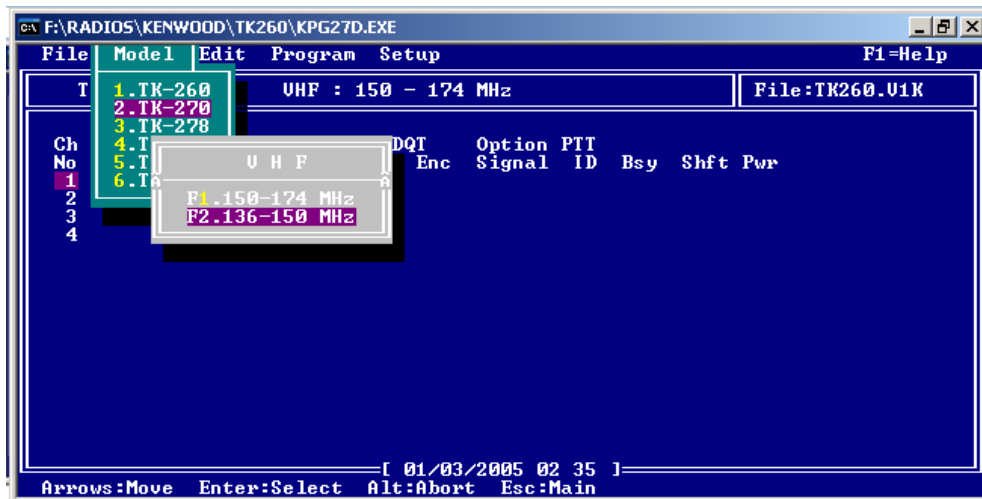 F:\RADIOS\KENWOOD\TK260\KPG27D.EXE
File Model Edit Program Setup F1=Help
T VHF : 150 - 174 MHz File:TK260.V1K
1.TK-260
2.TK-270
3.TK-278
4.T
5.T
6.T
V H F
F1.150-174 MHz
F2.136-150 MHz
DQT Option PTT
Ch
No Enc Signal ID Bsy Shft Pwr
1
2
3
4
[ 01/03/2005 02 35 ]
Arrows:Move Enter:Select Alt:Abort Esc:Main